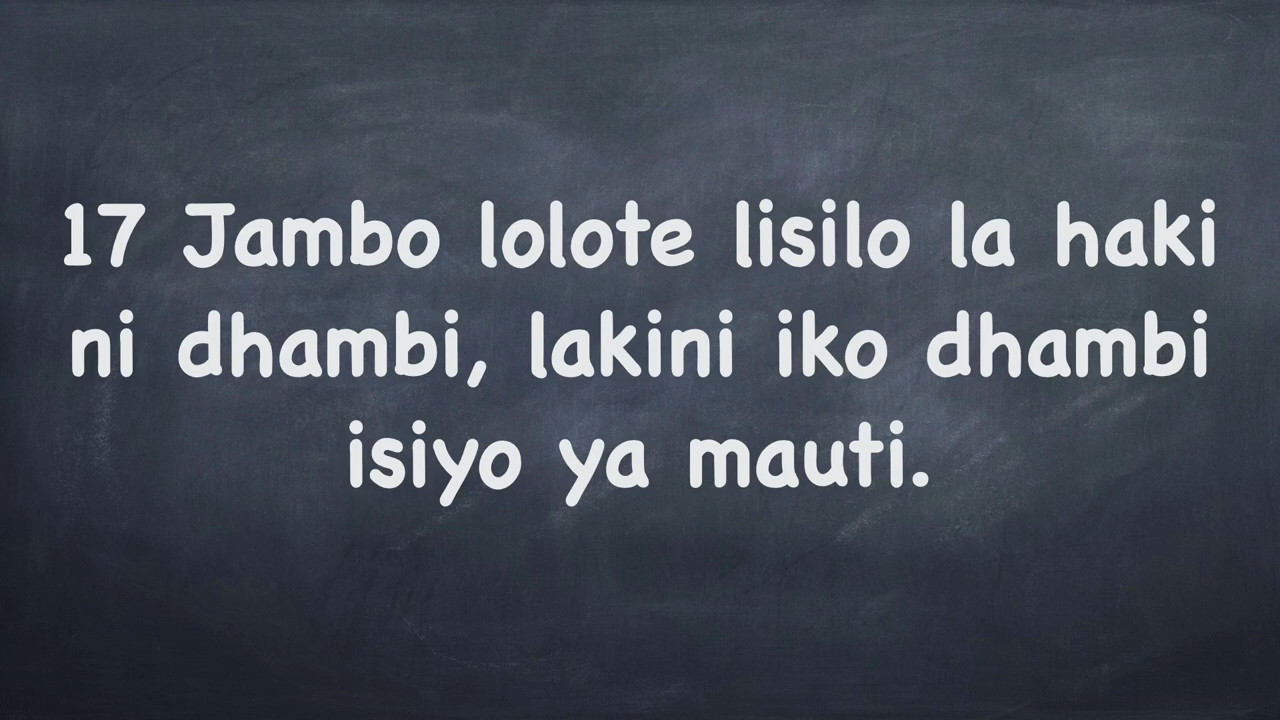 17 Jambo lolote lisilo la haki
ni dhambi, lakini iko dhambi
isiyo ya mauti.